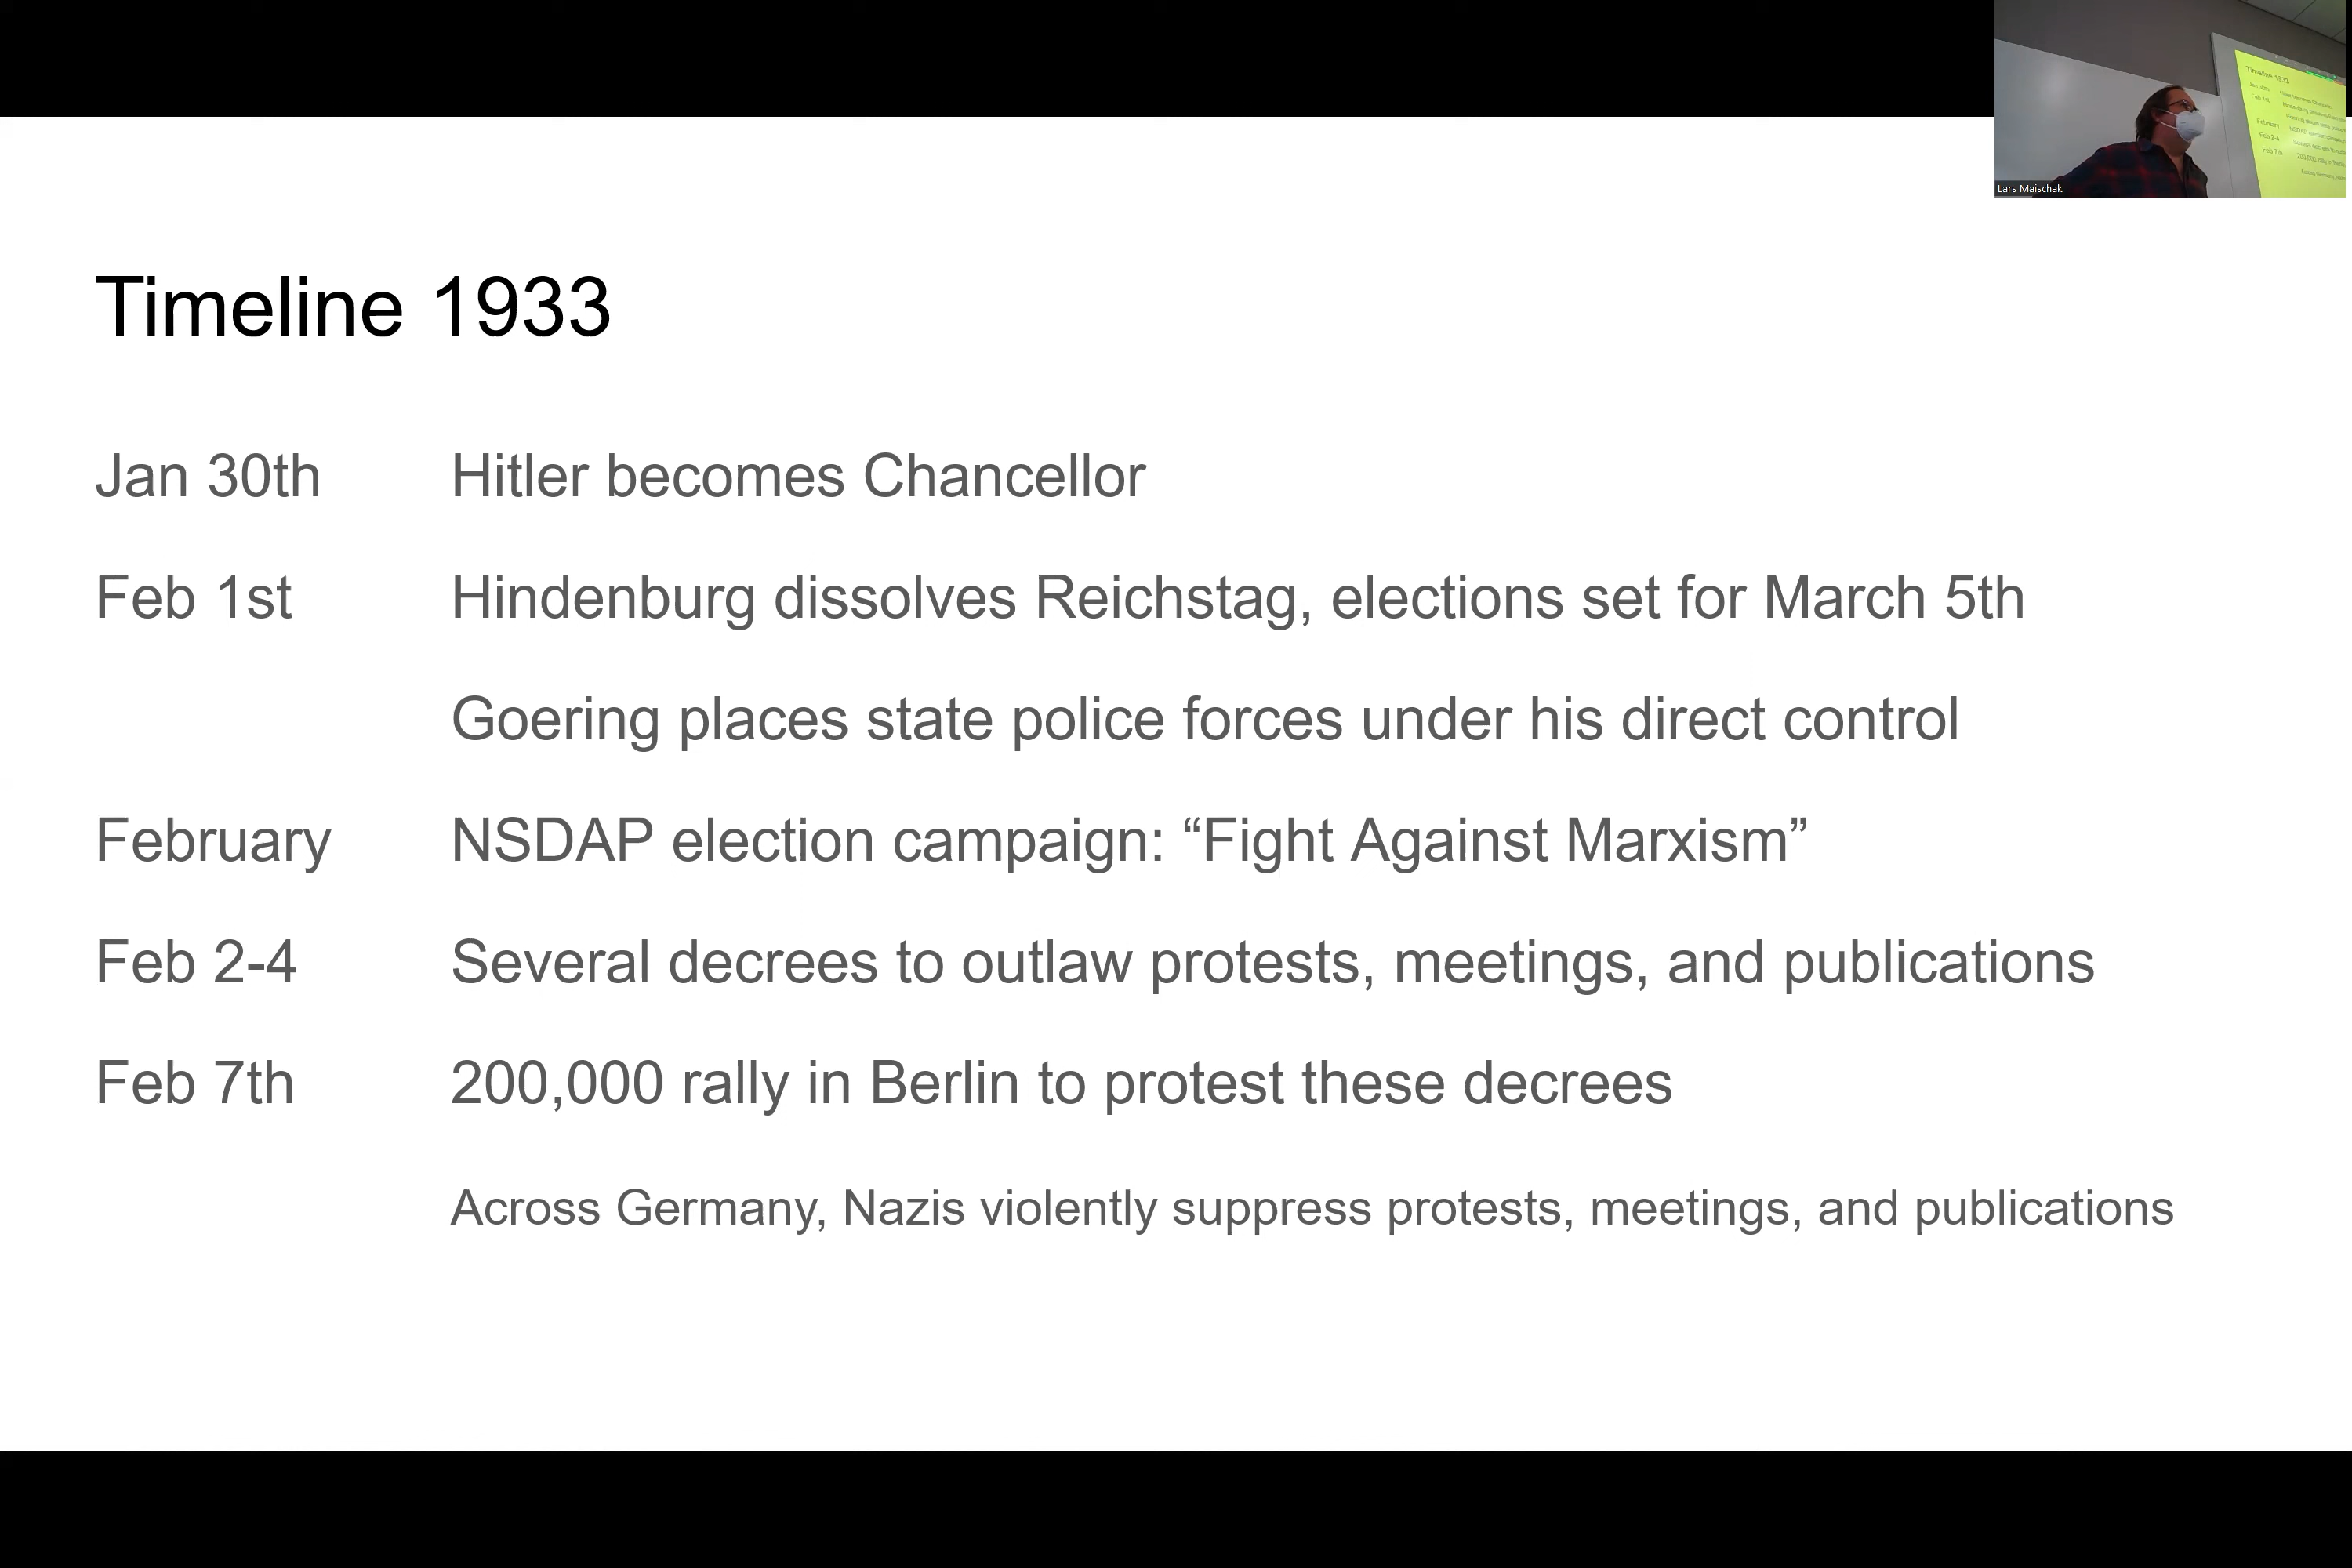 Lars Maischak
Timeline 1933
Jan 30th Hitler becomes Chancellor
Feb 1st Hindenburg dissolves Reichstag, elections set for March 5th
Goering places state police forces under his direct control
February NSDAP election campaign: “Fight Against Marxism”
Feb 2-4 Several decrees to outlaw protests, meetings, and publications
Feb 7th 200,000 rally in Berlin to protest these decrees
Across Germany, Nazis violently suppress protests, meetings, and publications